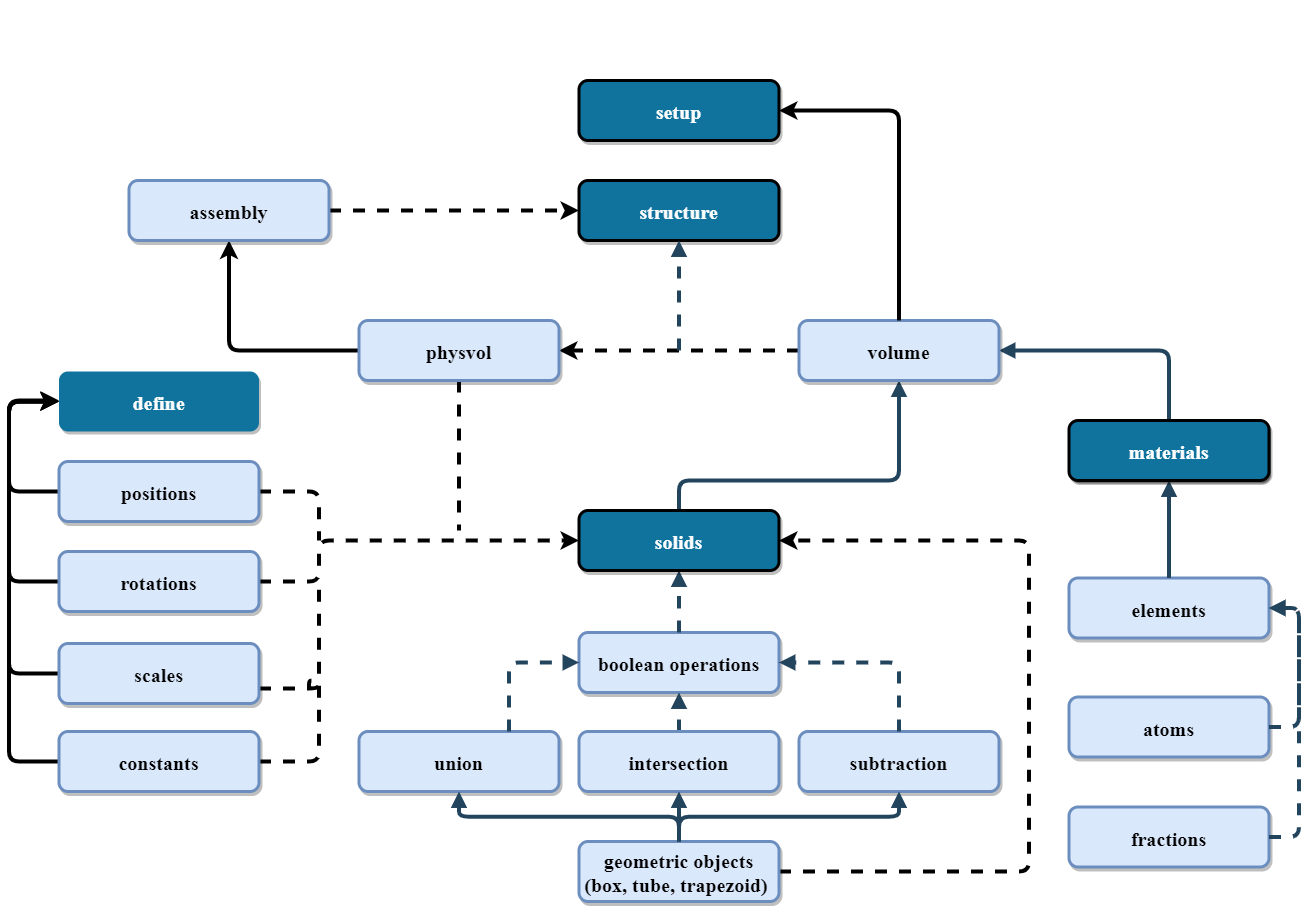 setup
assembly
structure
physvol
volume
define
materials
positions
solids
rotations
elements
boolean operations
scales
atoms
constants
union
intersection
subtraction
fractions
geometric objects
(box, tube, trapezoid)